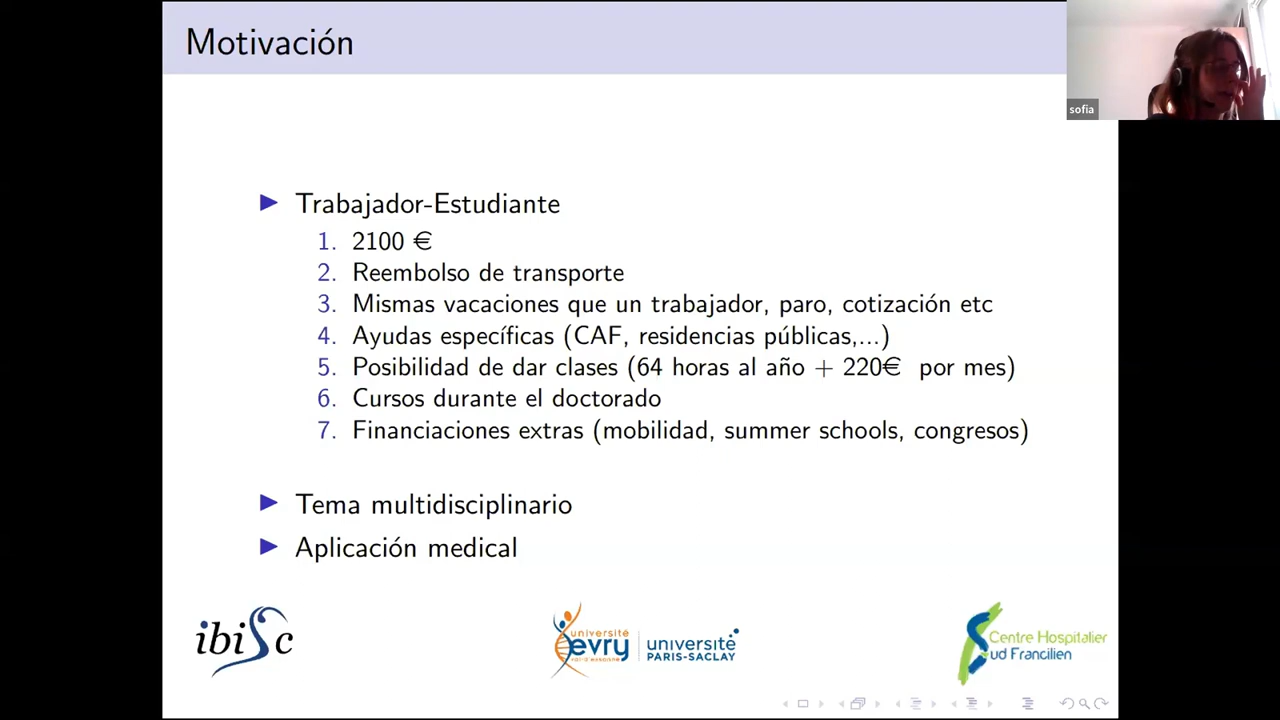 Motivación
sofia
Trabajador-Estudiante
1. 2100 €
2. Reembolso de transporte
3. Mismas vacaciones que un trabajador, paro, cotización etc
4. Ayudas específicas (CAF, residencias públicas,...)
5. Posibilidad de dar clases (64 horas al año + 220€ por mes)
6. Cursos durante el doctorado
7. Financiaciones extras (mobilidad, summer schools, congresos)
Tema multidisciplinario
Aplicación medical
ibisc
université
evry
université
PARIS-SACLAY
Centre Hospitalier
Sud Francilien